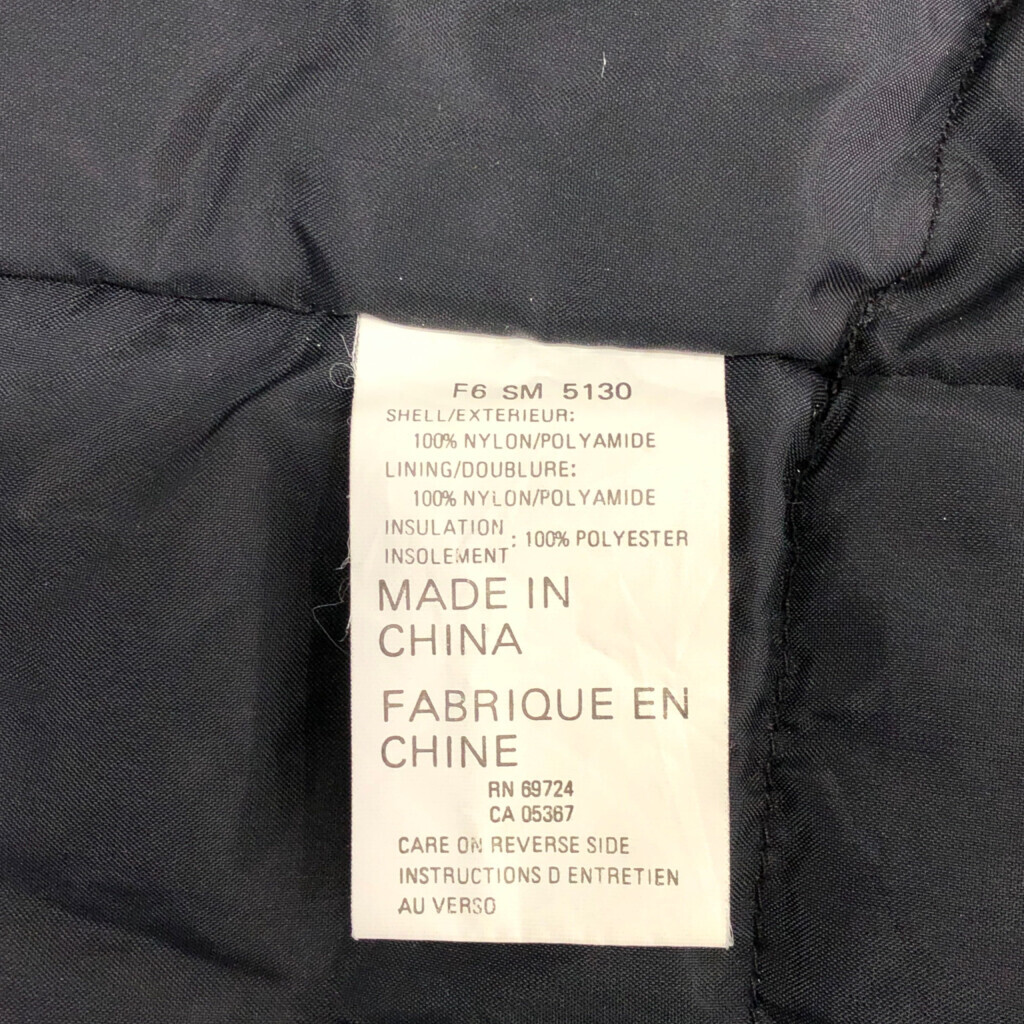 F6 SM 5130
SHELL/EXTERIEUR:
100% NYLON/POLYAMIDE
LINING/DOUBLURE:
100% NYLON/POLYAMIDE
INSULATION
INSOLEMENT : 100% POLYESTER
MADE IN
CHINA
FABRIQUE EN
CHINE
RN 69724
CA 05367
CARE ON REVERSE SIDE
INSTRUCTIONS D ENTRETIEN
AU VERSO